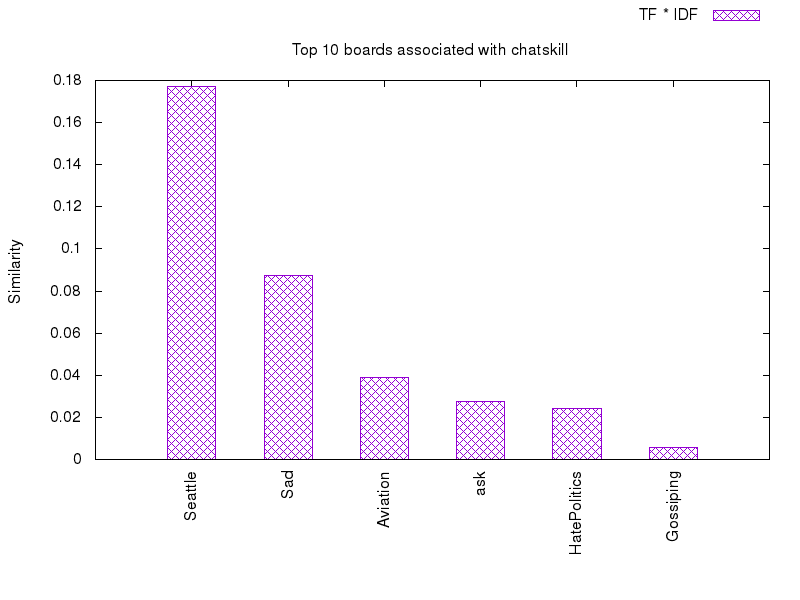 TF * IDF
Top 10 boards associated with chatskill
Similarity
0.18
0.16
0.14
0.12
0.1
0.08
0.06
0.04
0.02
0
Seattle
Sad
Aviation
ask
HatePolitics
Gossiping